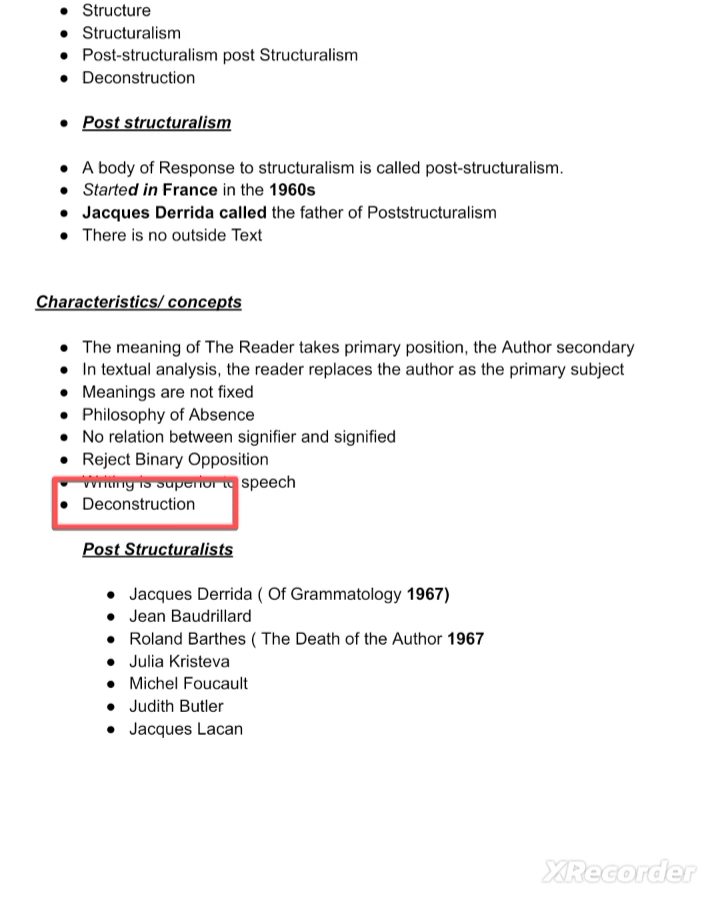 Structure
Structuralism
Post-structuralism post Structuralism
Deconstruction
Post structuralism
A body of Response to structuralism is called post-structuralism.
Started in France in the 1960s
Jacques Derrida called the father of Poststructuralism
There is no outside Text
Characteristics/ concepts
The meaning of The Reader takes primary position, the Author secondary
In textual analysis, the reader replaces the author as the primary subject
Meanings are not fixed
Philosophy of Absence
No relation between signifier and signified
Reject Binary Opposition
Writing is superior to speech
Deconstruction
Post Structuralists
Jacques Derrida ( Of Grammatology 1967)
Jean Baudrillard
Roland Barthes ( The Death of the Author 1967
Julia Kristeva
Michel Foucault
Judith Butler
Jacques Lacan
XRecorder